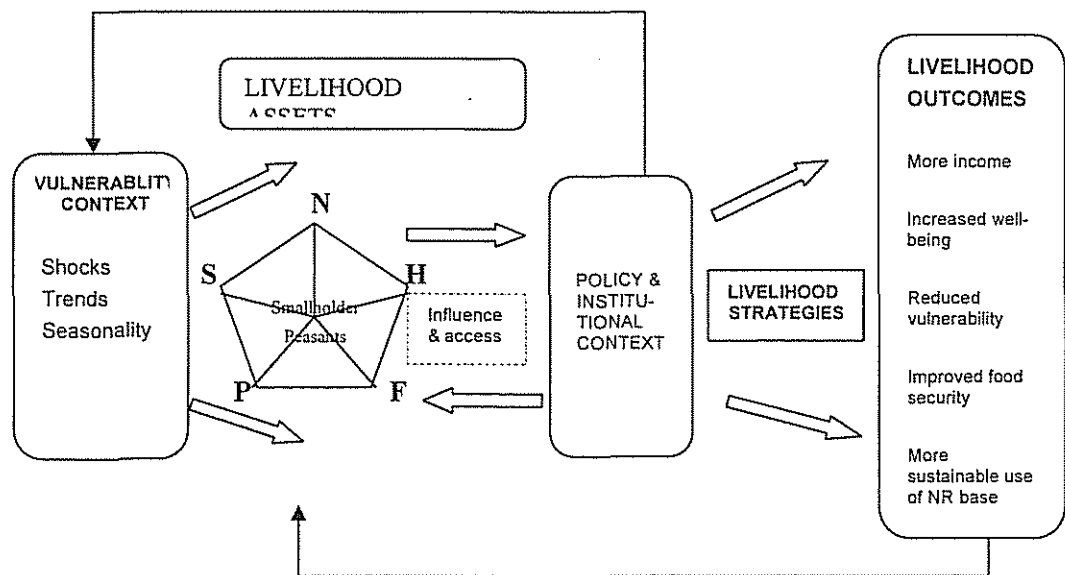 LIVELIHOOD
ASSETS
VULNERABLITY
CONTEXT
Shocks
Trends
Seasonality
N
S
H
Smallholder
Peasants
P
F
Influence
& access
POLICY &
INSTITU-
TIONAL
CONTEXT
LIVELIHOOD
STRATEGIES
LIVELIHOOD
OUTCOMES
More income
Increased well-
being
Reduced
vulnerability
Improved food
security
More
sustainable use
of NR base